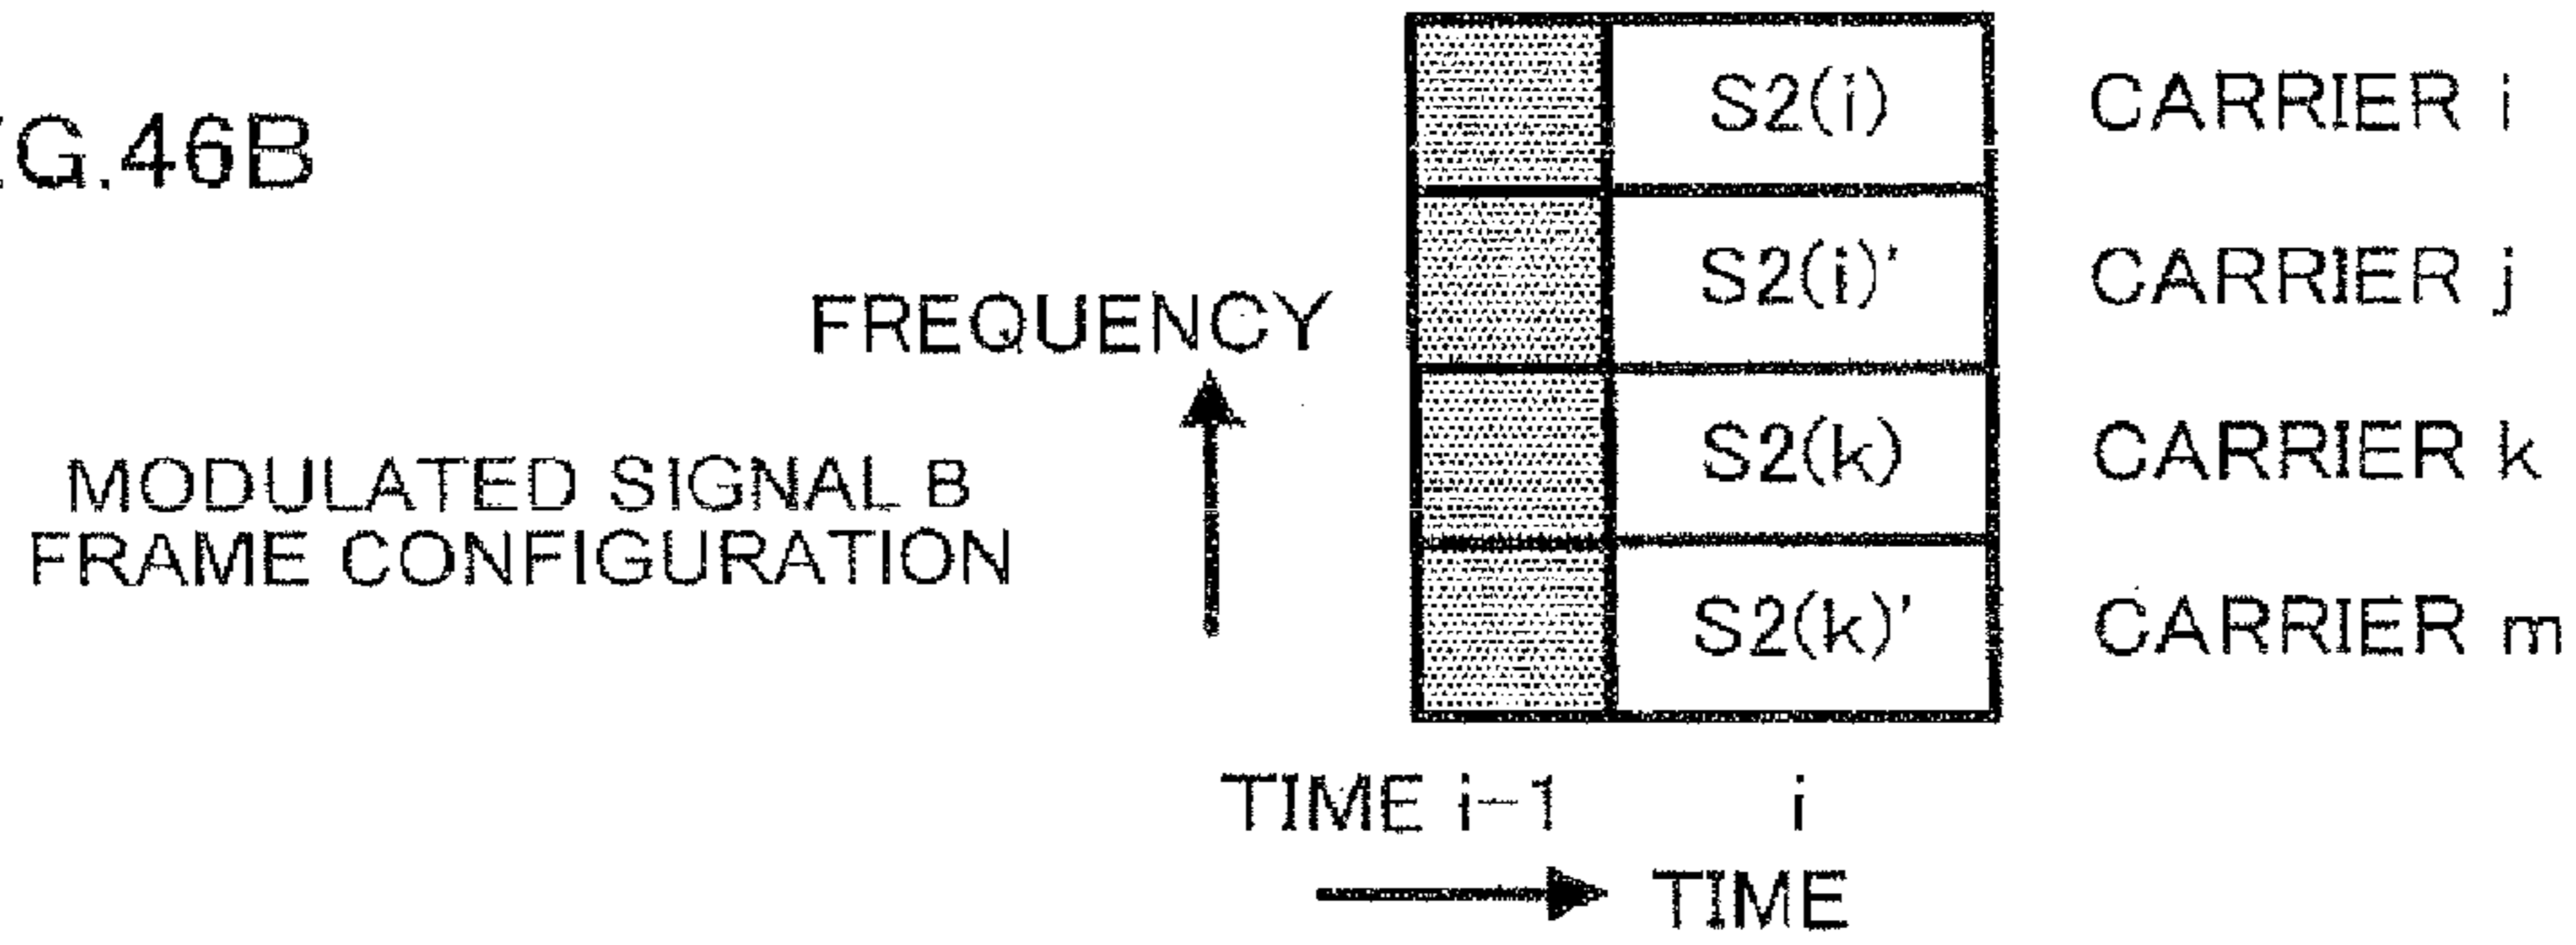 G.46B
S2(i) CARRIER i
S2(i)' CARRIER j
FREQUENCY
S2(k) CARRIER k
MODULATED SIGNAL B
FRAME CONFIGURATION
S2(k)' CARRIER m
TIME i-1 i
TIME